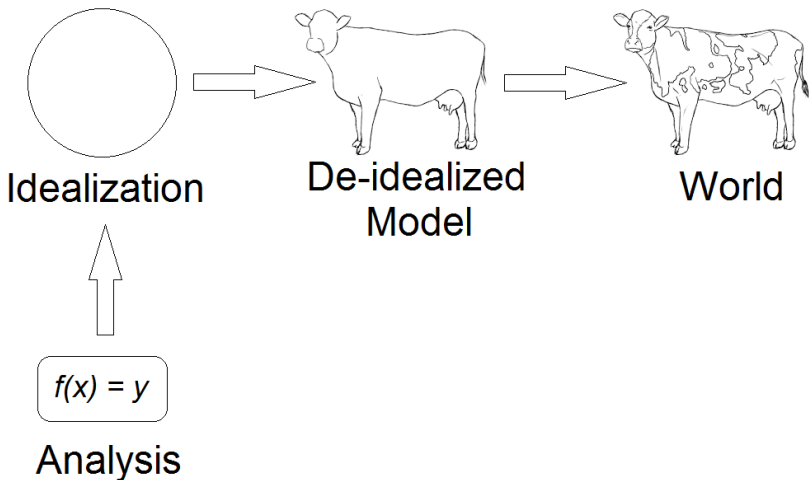 Idealization
De-idealized
Model
World
f(x) = y
Analysis